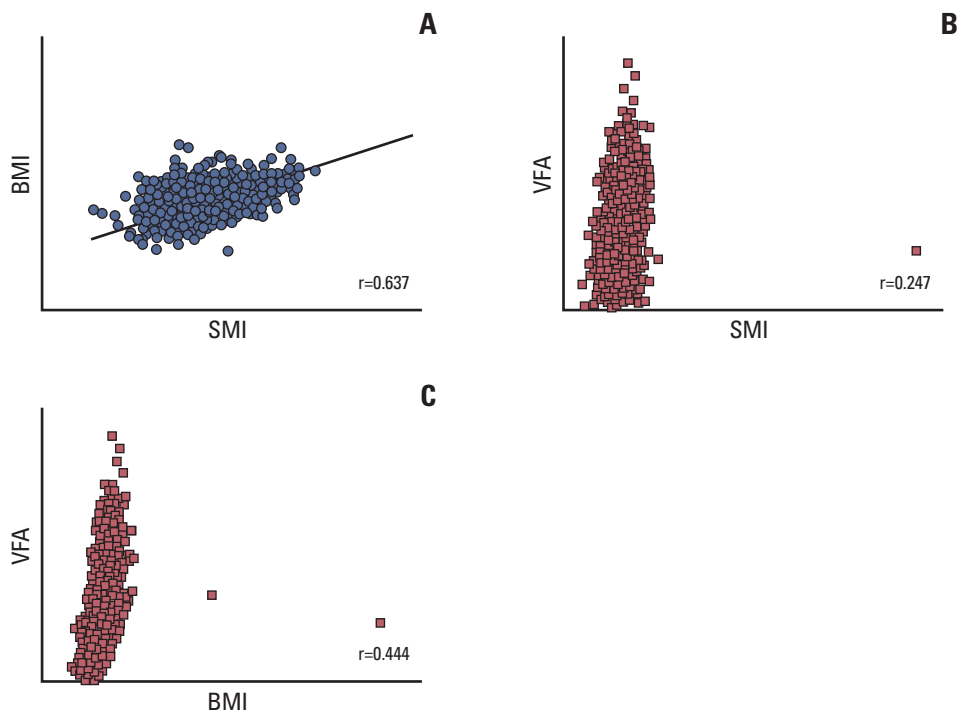 A
BMI
r=0.637
SMI
B
VFA
r=0.247
SMI
C
VFA
r=0.444
BMI